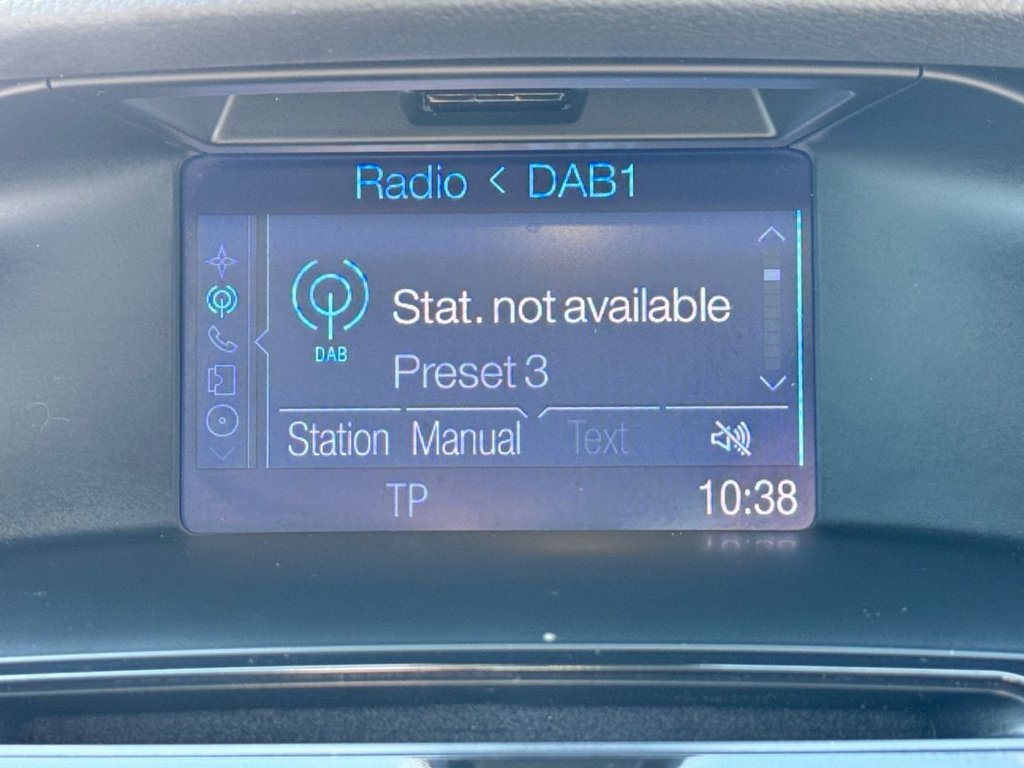 Radio < DAB1
DAB
Stat. not available
Preset 3
Station Manual Text
TP 10:38